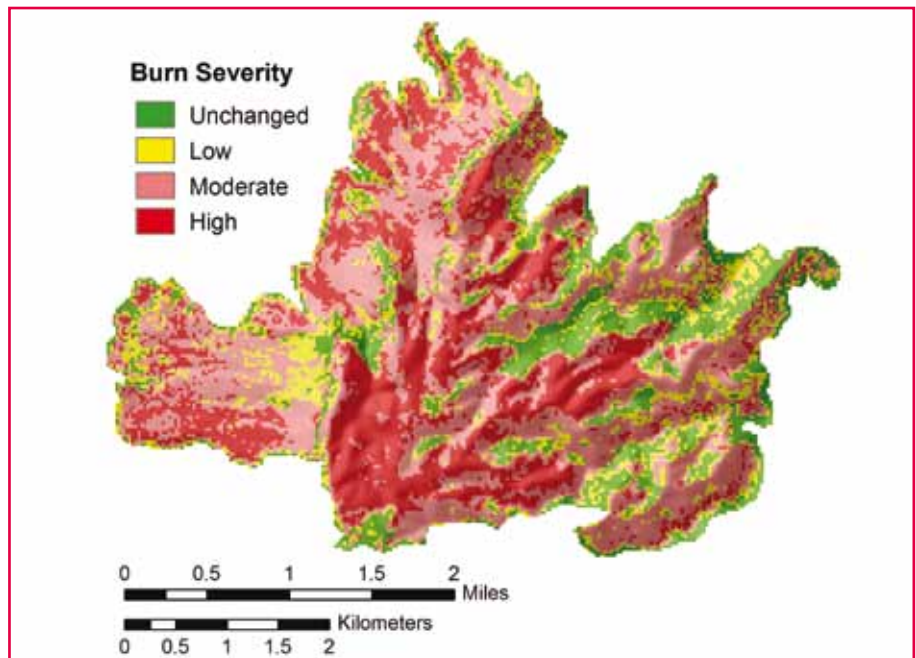 Burn Severity
Unchanged
Low
Moderate
High
0 0.5 1 1.5 2
Miles
Kilometers
0 0.5 1 1.5 2